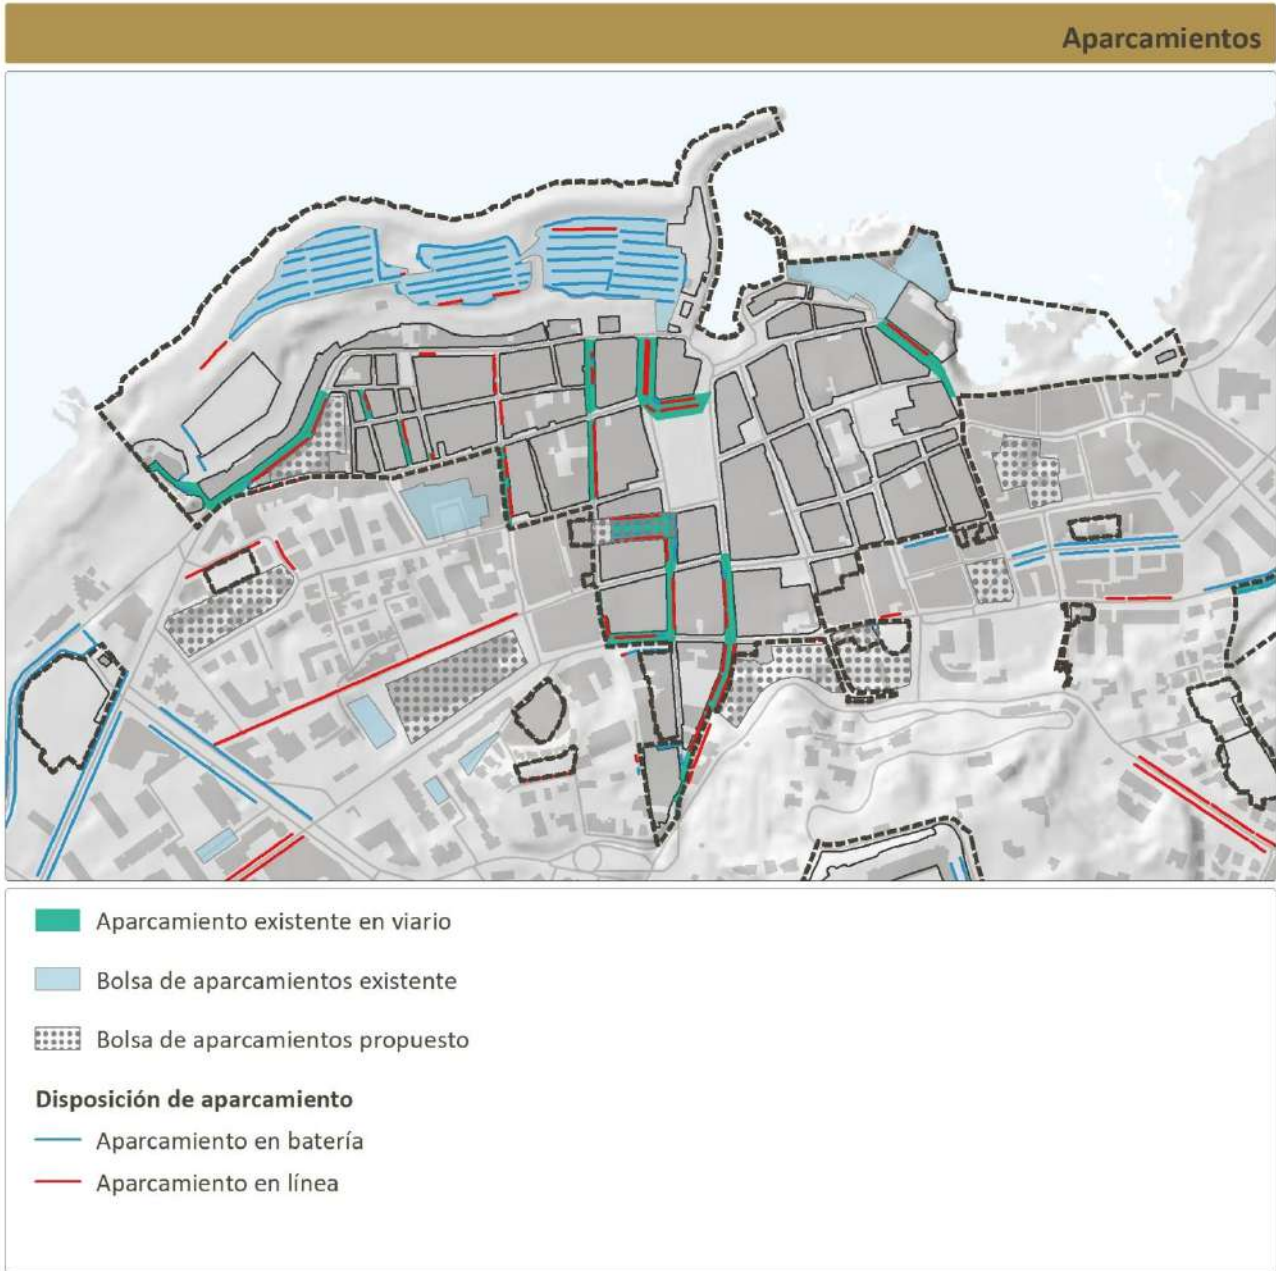 Aparcamientos
Aparcamiento existente en viario
Bolsa de aparcamientos existente
Bolsa de aparcamientos propuesto
Disposición de aparcamiento
Aparcamiento en batería
Aparcamiento en línea